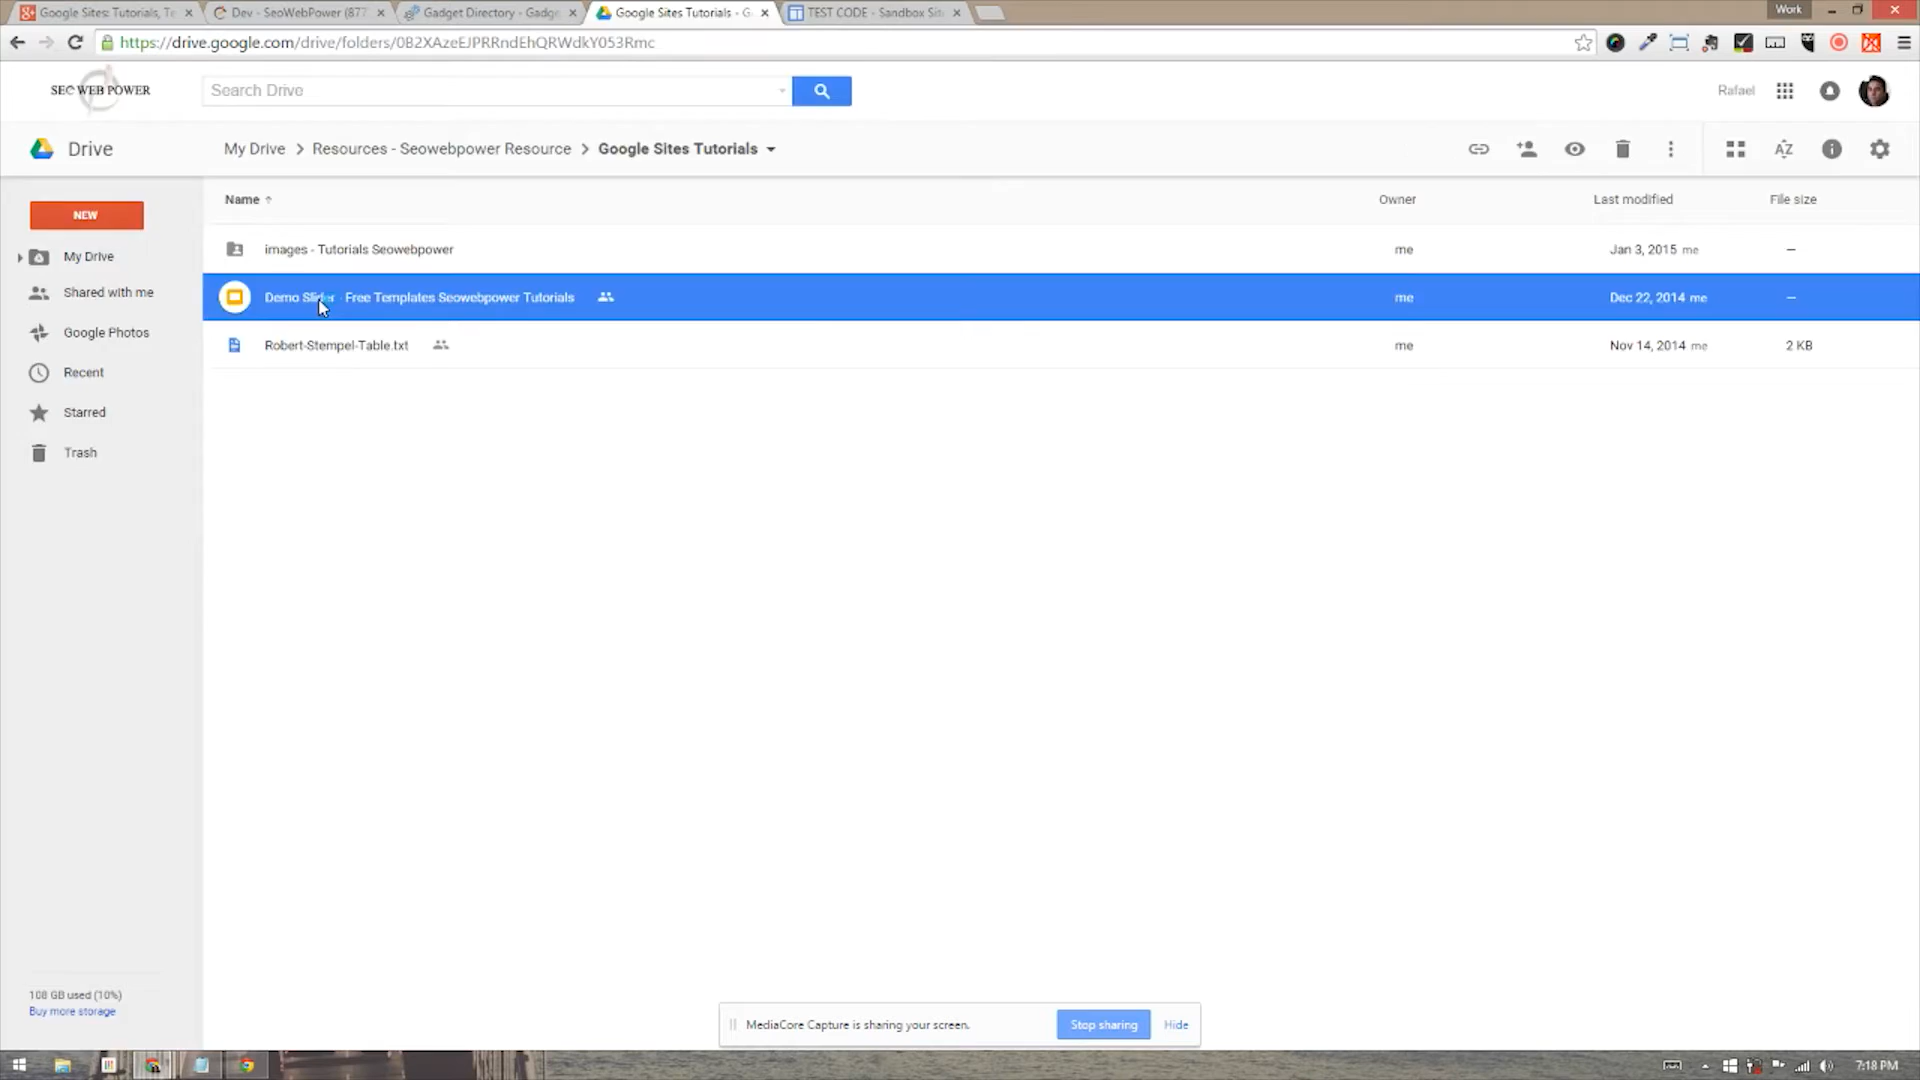 Google Sites: Tutorials, Te
Dev - SeoWebPower (877
Gadget Directory - Gadg
Google Sites Tutorials - G
TEST CODE - Sandbox Sit
Work
https://drive.google.com/drive/folders/0B2XAzeEJPRRndEhQRWdkY053Rmc
SEO WEB POWER
Search Drive
Rafael
Drive
My Drive
Resources - Seowebpower Resource
Google Sites Tutorials
NEW
My Drive
Shared with me
Google Photos
Recent
Starred
Trash
Name
Owner
Last modified
File size
images - Tutorials Seowebpower
me
Jan 3, 2015 me
—
Demo Slider - Free Templates Seowebpower Tutorials
me
Dec 22, 2014 me
—
Robert-Stempel-Table.txt
me
Nov 14, 2014 me
2 KB
108 GB used (10%)
Buy more storage
MediaCore Capture is sharing your screen.
Stop sharing
Hide
7:18 PM